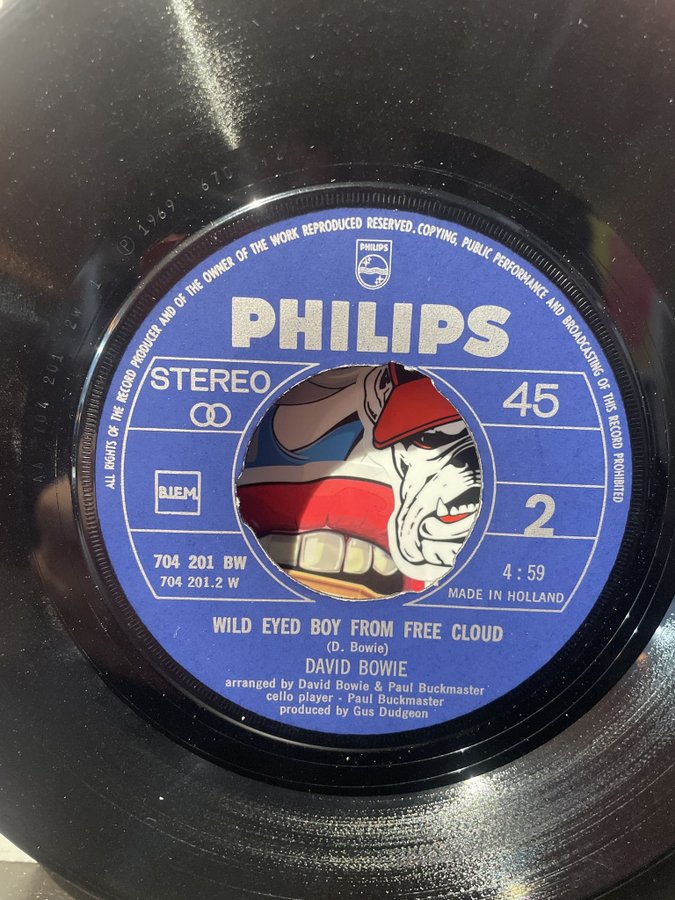 ALL RIGHTS OF THE RECORD PRODUCER AND OF THE OWNER OF THE WORK REPRODUCED RESERVED. COPYING, PUBLIC PERFORMANCE AND BROADCASTING OF THIS RECORD PROHIBITED
PHILIPS
PHILIPS
STEREO
45
B.I.E.M.
2
704 201 BW
704 201.2 W
4 : 59
MADE IN HOLLAND
WILD EYED BOY FROM FREE CLOUD
(D. Bowie)
DAVID BOWIE
arranged by David Bowie & Paul Buckmaster
cello player - Paul Buckmaster
produced by Gus Dudgeon
℗ 1969 670